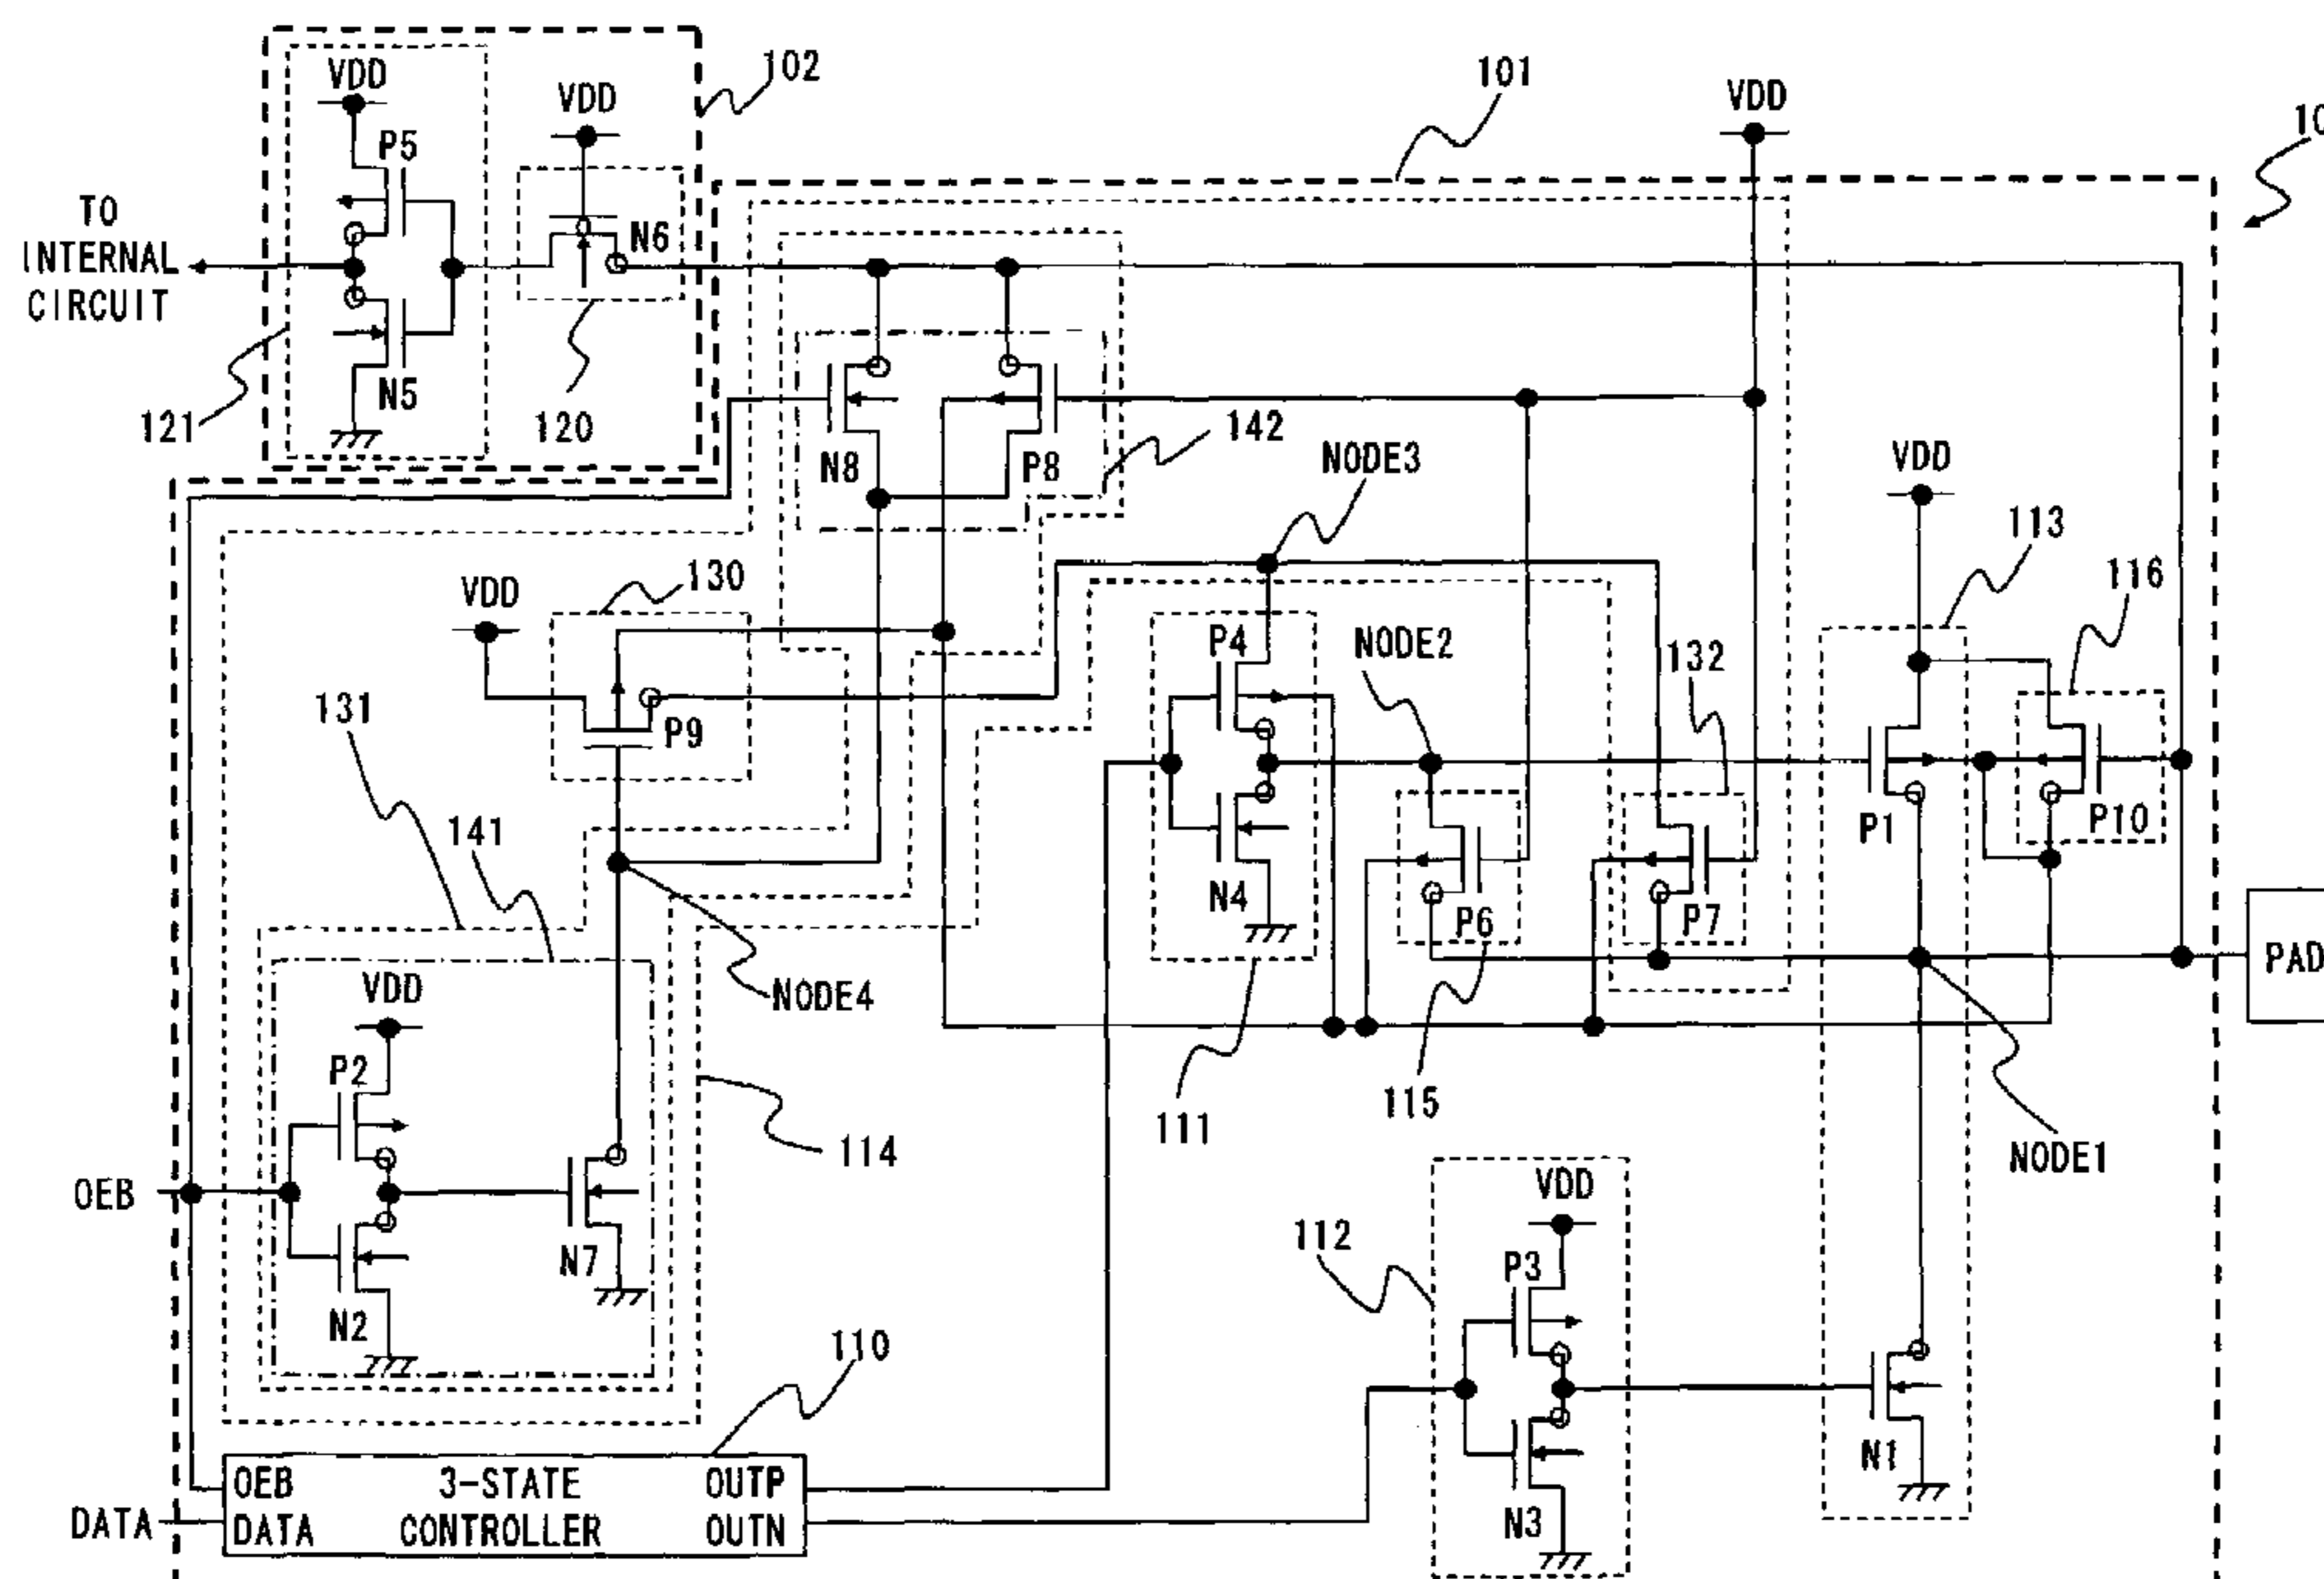 VDD
102
101
VDD
VDD
10
P5
TO
INTERNAL
CIRCUIT
N6
N5
121
120
142
N8
P8
NODE3
VDD
113
116
VDD
130
P4
NODE2
132
131
P9
P1
P10
141
N4
P6
P7
PAD
VDD
NODE4
P2
111
115
114
NODE1
OEB
VDD
N7
112
P3
N2
110
N1
OEB
3-STATE
OUTP
DATA
DATA
CONTROLLER
OUTN
N3